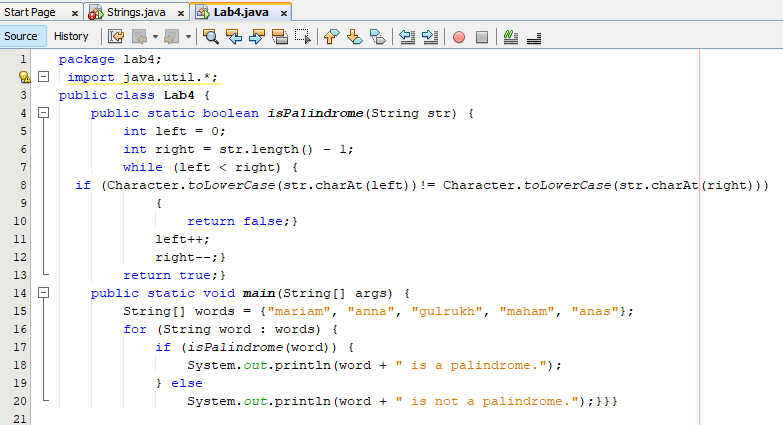 Start Page x Strings.java x Lab4.java x
Source History
1 package lab4;
import java.util.*;
3 public class Lab4 {
4 public static boolean isPalindrome(String str) {
5 int left = 0;
6 int right = str.length() - 1;
7 while (left < right) {
8 if (Character.toLowerCase(str.charAt(left))!= Character.toLowerCase(str.charAt(right)))
9 {
10 return false;}
11 left++;
12 right--;}
13 return true;}
14 public static void main(String[] args) {
15 String[] words = {"mariam", "anna", "gulrukh", "maham", "anas"};
16 for (String word : words) {
17 if (isPalindrome(word)) {
18 System.out.println(word + " is a palindrome.");
19 } else
20 System.out.println(word + " is not a palindrome.");}}}
21